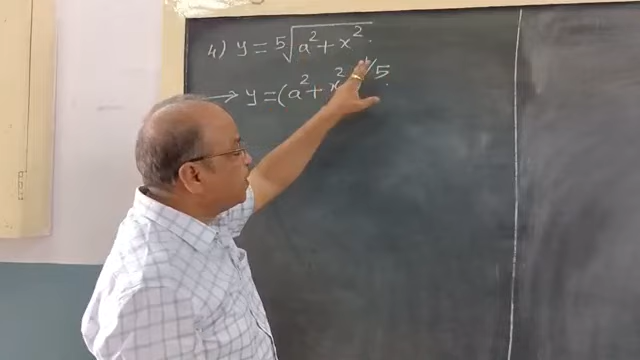 4) y = ⁵√a²+x².
→ y = (a²+x²)^1/5.